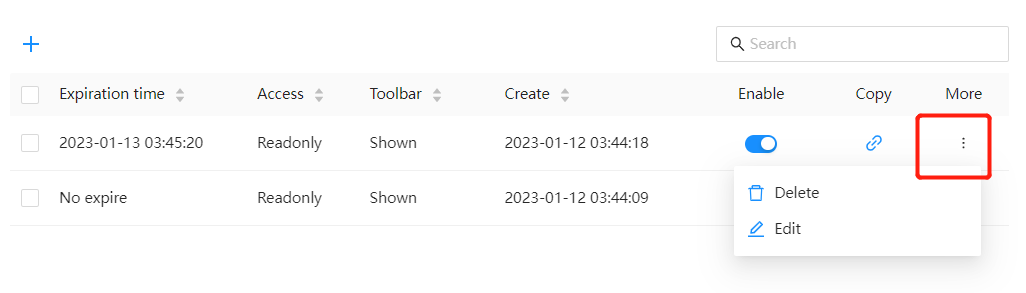 Search
Expiration time Access Toolbar Create Enable Copy More
2023-01-13 03:45:20 Readonly Shown 2023-01-12 03:44:18
No expire Readonly Shown 2023-01-12 03:44:09
Delete
Edit